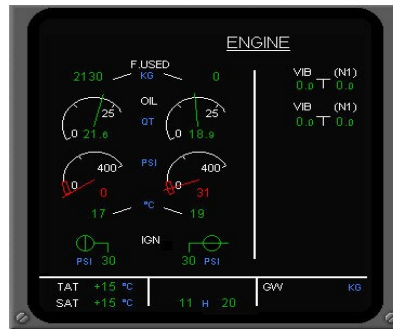 ENGINE
F.USED
2130 KG 0
VIB (N1)
0.0 0.0
OIL
25 25
QT
0 21.6 0 18.9
VIB (N1)
0.0 0.0
PSI
400 400
0 0
0 31
°C
17 19
IGN
PSI 30 30 PSI
TAT +15 °C GW KG
SAT +15 °C 11 H 20